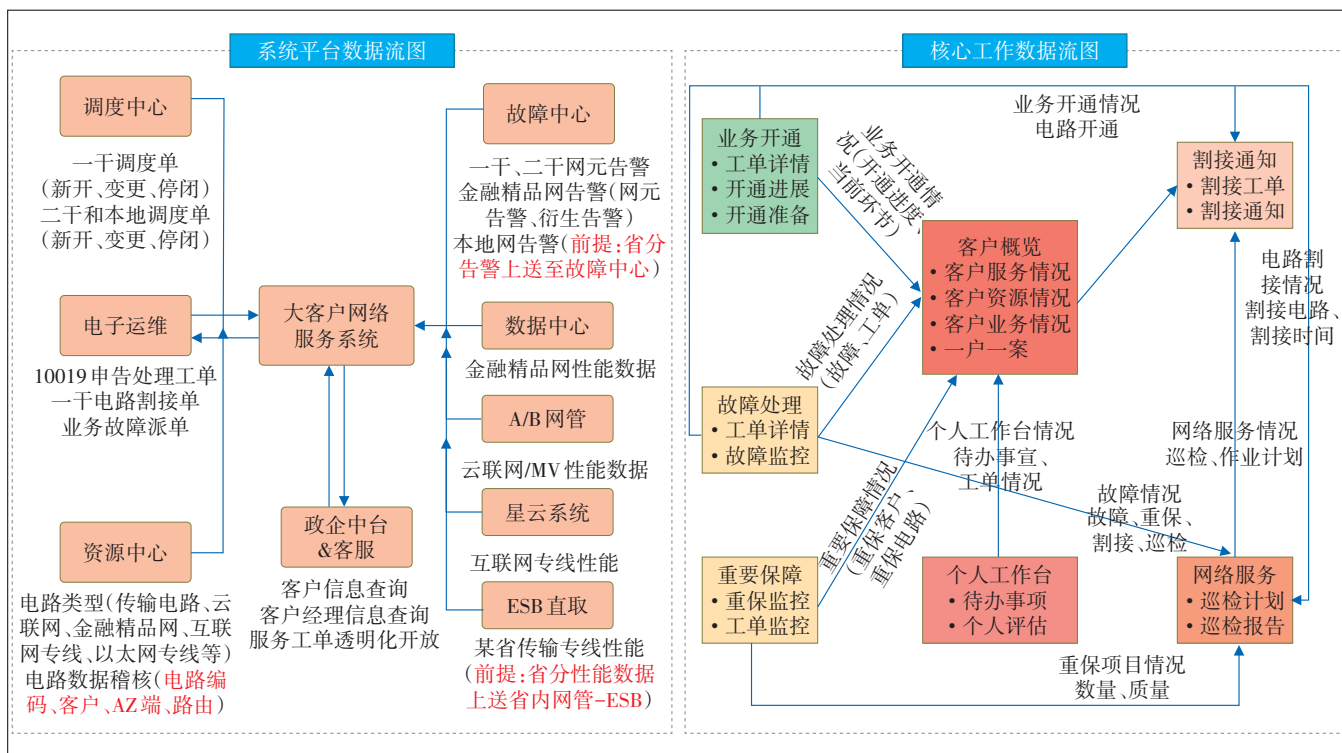 系统平台数据流图
调度中心
一干调度单
(新开、变更、停闭)
二干和本地调度单
(新开、变更、停闭)
电子运维
10019申告处理工单
一干电路割接单
业务故障派单
资源中心
电路类型(传输电路、云
联网、金融精品网、互联
网专线、以太网专线等)
电路数据稽核(电路编
码、客户、AZ端、路由)
大客户网络
服务系统
政企中台
&客服
客户信息查询
客户经理信息查询
服务工单透明化开放
故障中心
一干、二干网元告警
金融精品网告警(网元
告警、衍生告警)
本地网告警(前提:省分
告警上送至故障中心)
数据中心
金融精品网性能数据
A/B网管
云联网/MV性能数据
星云系统
互联网专线性能
ESB直取
某省传输专线性能
(前提:省分性能数据
上送省内网管-ESB)
核心工作数据流图
业务开通
·工单详情
·开通进展
·开通准备
业务开通情
况(开通进度、
当前环节)
业务开通情况
电路开通
割接通知
·割接工单
·割接通知
客户概览
·客户服务情况
·客户资源情况
·客户业务情况
·一户一案
电路割
接情况
割接电路、
割接时间
故障处理情况
(故障、工单)
故障处理
·工单详情
·故障监控
个人工作台情况
待办事宜、
工单情况
网络服务情况
巡检、作业计划
故障情况
故障、重保、
割接、巡检
重要保障情况
(重保客户、
重保电路)
重要保障
·重保监控
·工单监控
个人工作台
·待办事项
·个人评估
网络服务
·巡检计划
·巡检报告
重保项目情况
数量、质量